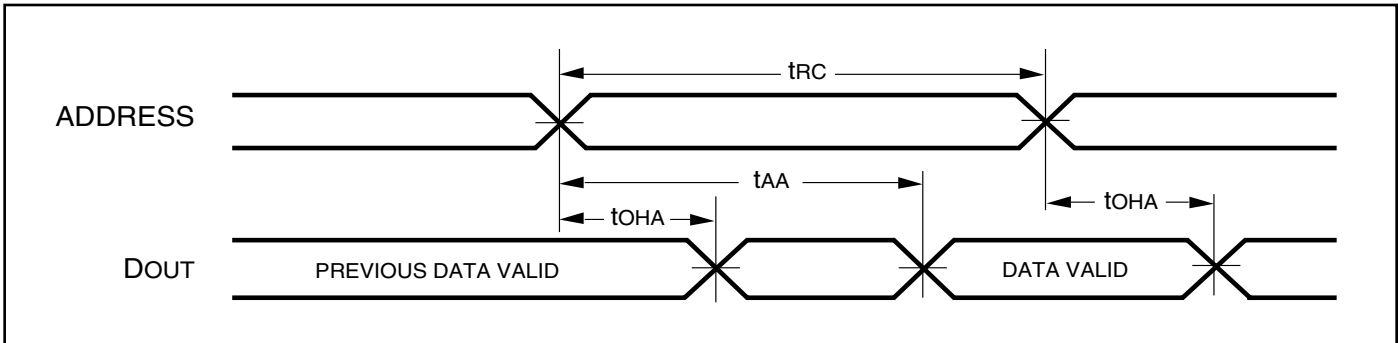 tRC
ADDRESS
tAA
tOHA
tOHA
DOUT
PREVIOUS DATA VALID
DATA VALID